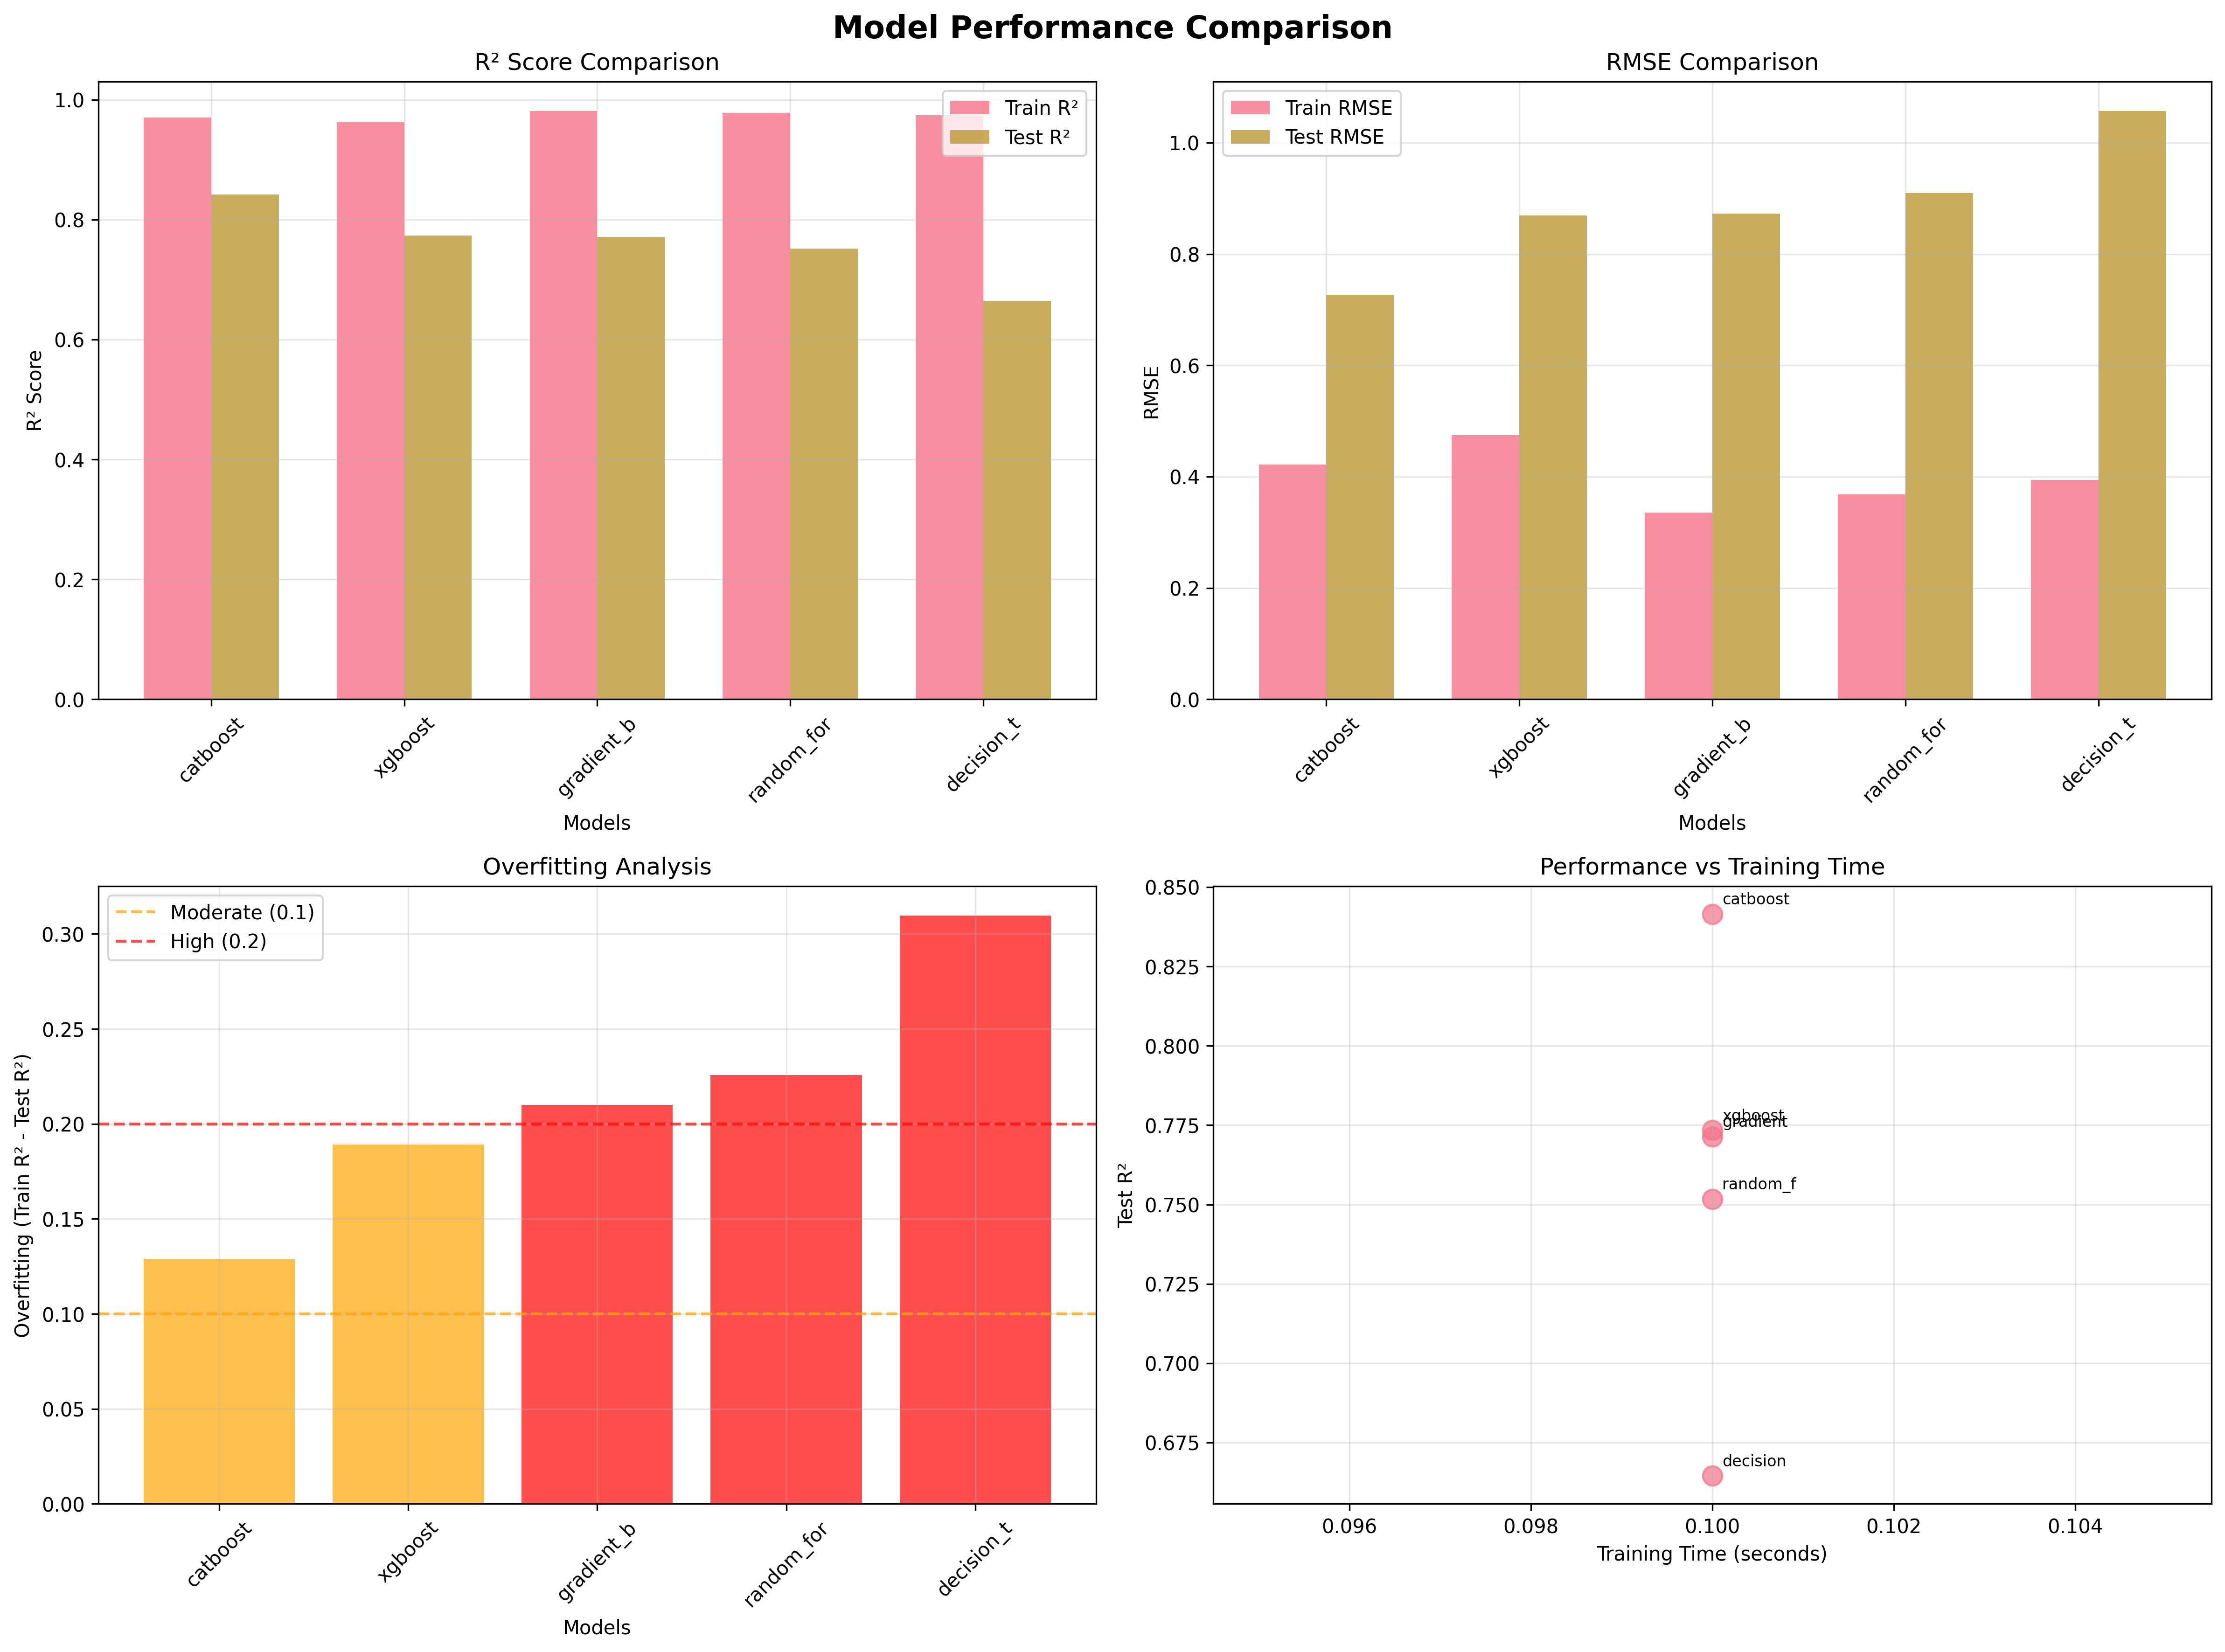 Model Performance Comparison
R² Score Comparison
Train R²
Test R²
1.0
0.8
0.6
0.4
0.2
0.0
R² Score
catboost
xgboost
gradient_b
random_for
decision_t
Models
RMSE Comparison
Train RMSE
Test RMSE
1.0
0.8
0.6
0.4
0.2
0.0
RMSE
catboost
xgboost
gradient_b
random_for
decision_t
Models
Overfitting Analysis
Moderate (0.1)
High (0.2)
0.30
0.25
0.20
0.15
0.10
0.05
0.00
Overfitting (Train R² - Test R²)
catboost
xgboost
gradient_b
random_for
decision_t
Models
Performance vs Training Time
0.850
0.825
0.800
0.775
0.750
0.725
0.700
0.675
Test R²
catboost
xgboost
gradient
random_f
decision
0.096 0.098 0.100 0.102 0.104
Training Time (seconds)